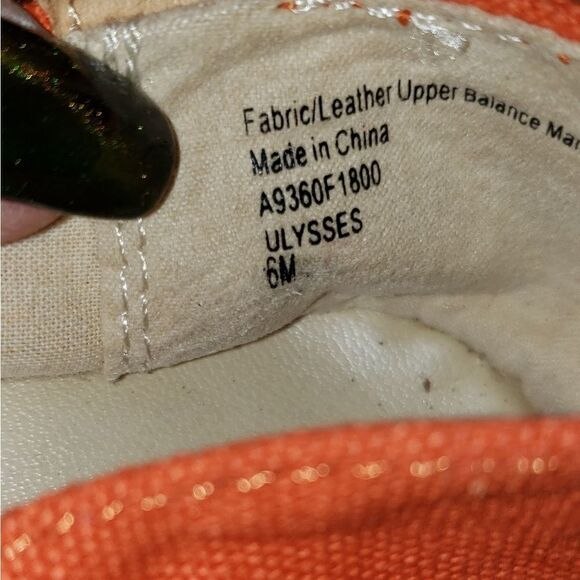 Fabric/Leather Upper Balance Man
Made in China
A9360F1800
ULYSSES
6M